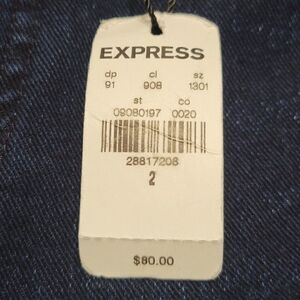 EXPRESS
dp cl sz
91 908 1301
st co
09080197 0020
28817208
2
$80.00